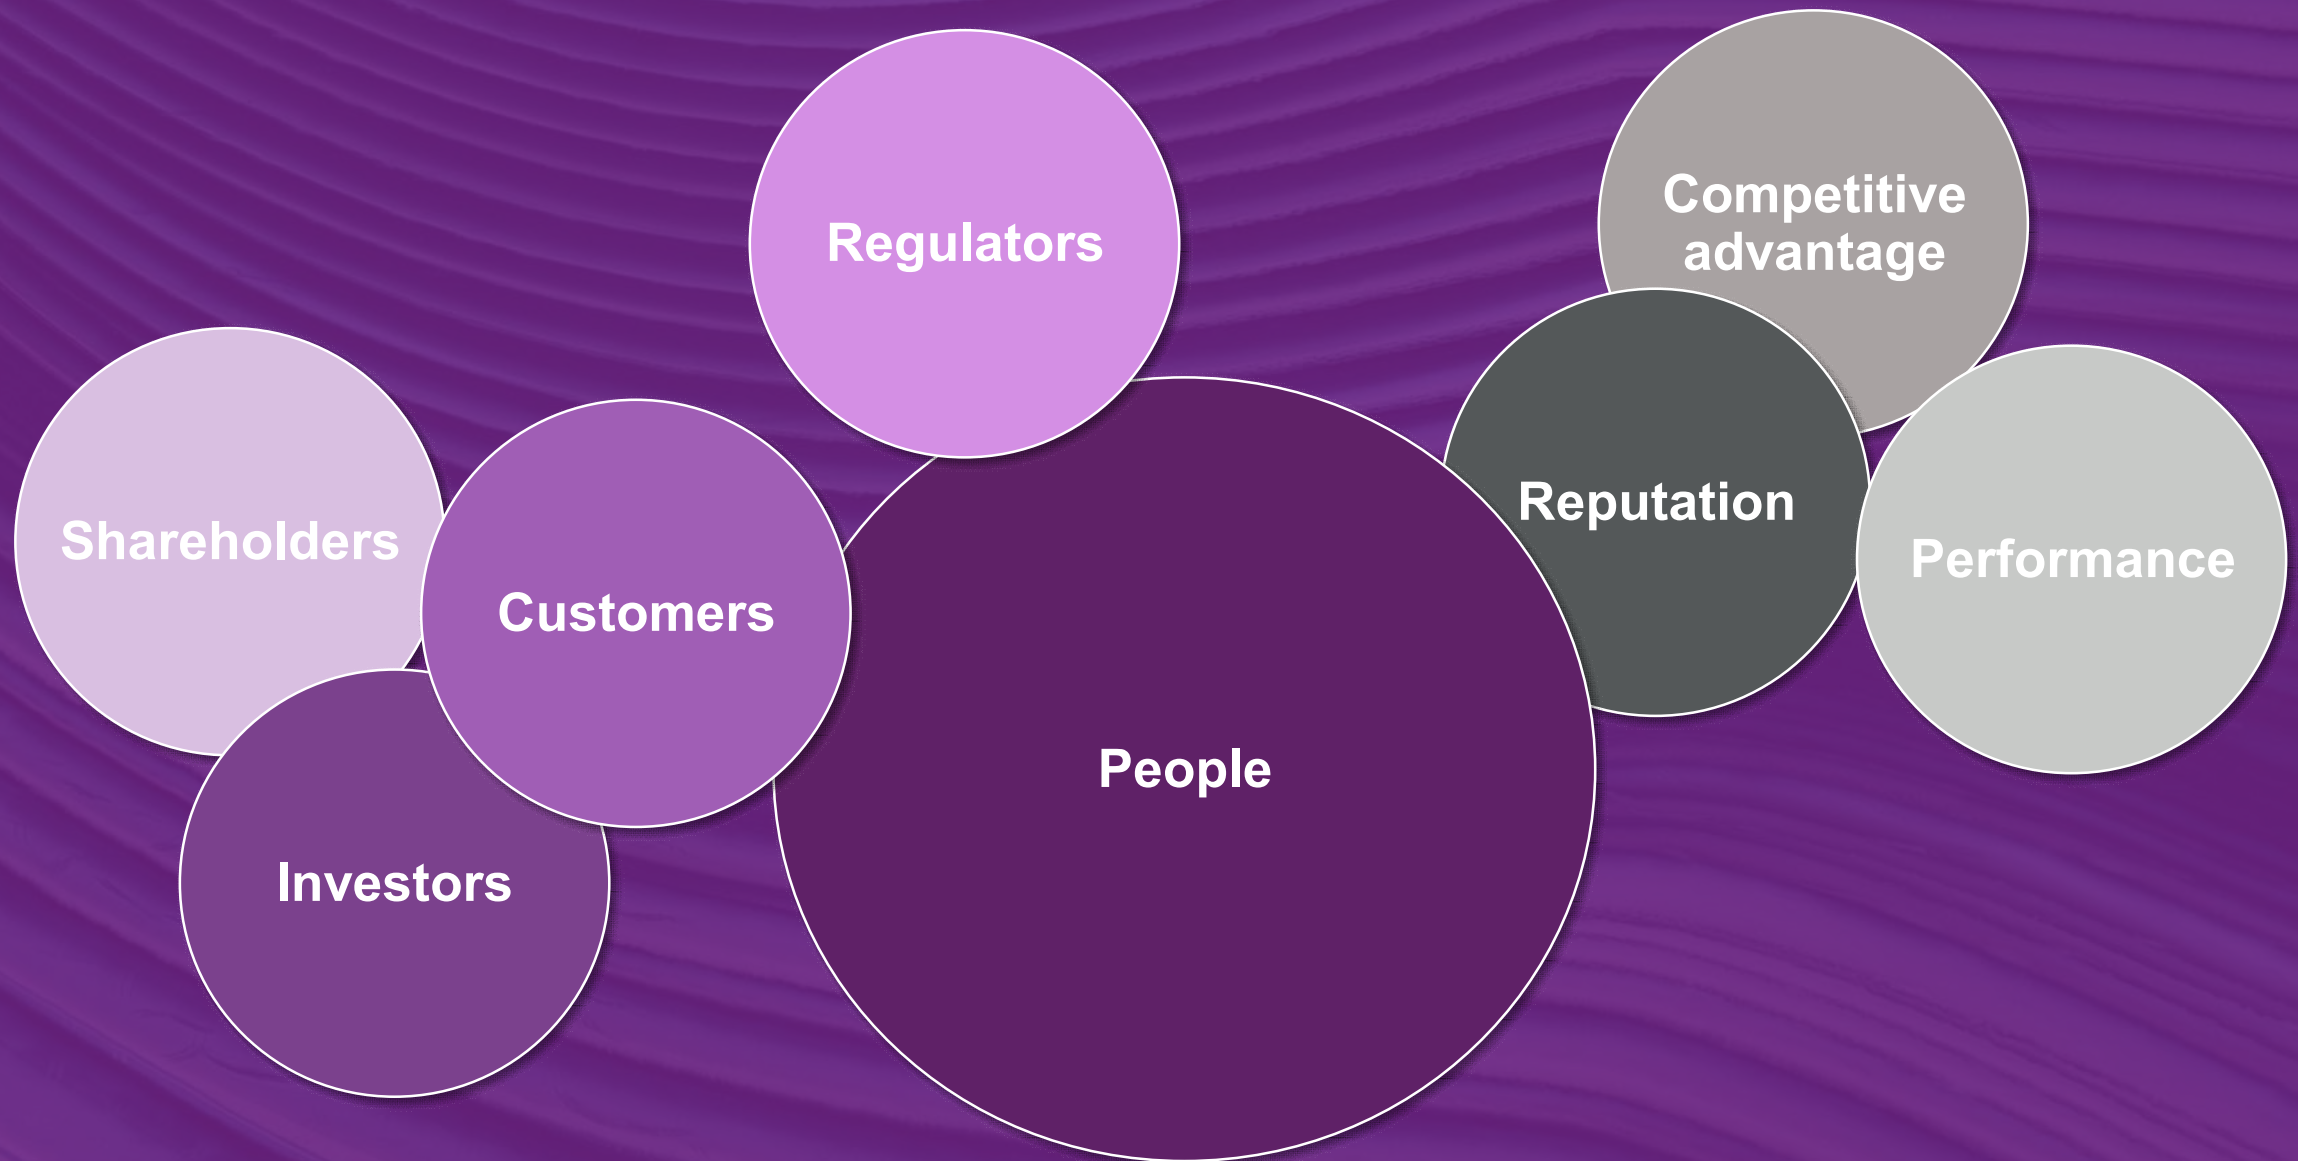 Regulators
Competitive
advantage
Shareholders
Customers
Reputation
Performance
People
Investors